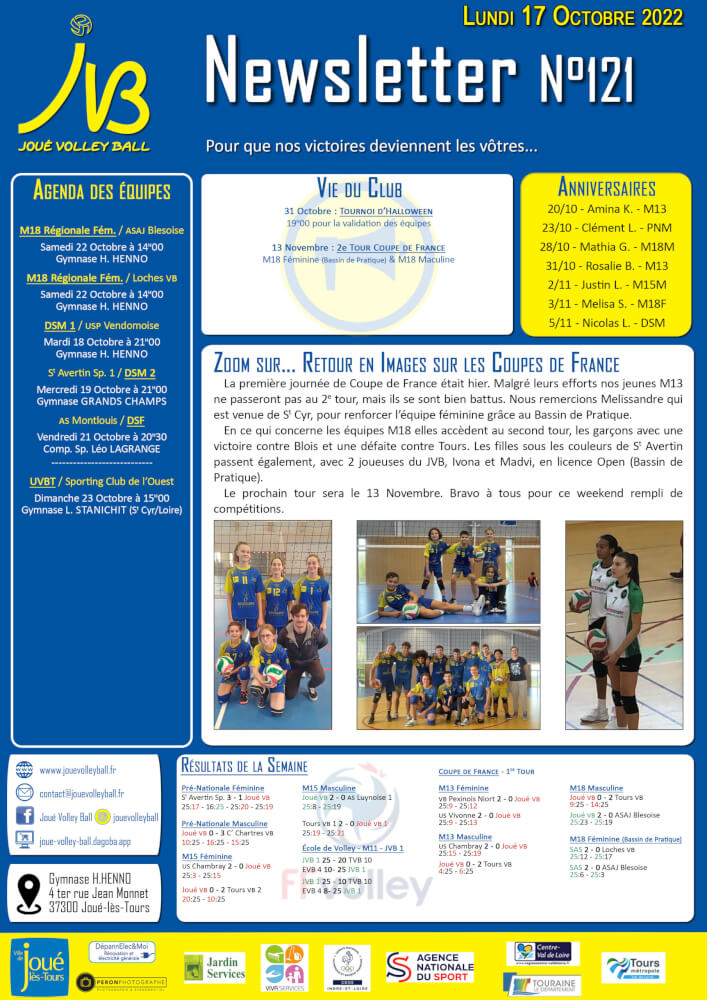 LUNDI 17 OCTOBRE 2022
JVB
JOUÉ VOLLEY BALL
Newsletter N°121
Pour que nos victoires deviennent les vôtres...
AGENDA DES ÉQUIPES
M18 Régionale Fém. / ASAJ Blesoise
Samedi 22 Octobre à 14H00
Gymnase H. HENNO
M18 Régionale Fém. / Loches VB
Samedi 22 Octobre à 14H00
Gymnase H. HENNO
DSM 1 / USP Vendomoise
Mardi 18 Octobre à 21H00
Gymnase H. HENNO
St Avertin Sp. 1 / DSM 2
Mercredi 19 Octobre à 21H00
Gymnase GRANDS CHAMPS
AS Montlouis / DSF
Vendredi 21 Octobre à 20H30
Comp. Sp. Léo LAGRANGE
----------------------------
UVBT / Sporting Club de l'Ouest
Dimanche 23 Octobre à 15H00
Gymnase L. STANICHIT (St Cyr/Loire)
VIE DU CLUB
31 Octobre : TOURNOI D'HALLOWEEN
19H00 pour la validation des équipes
13 Novembre : 2E TOUR COUPE DE FRANCE
M18 Féminine (Bassin de Pratique) & M18 Maculine
ANNIVERSAIRES
20/10 - Amina K. - M13
23/10 - Clément L. - PNM
28/10 - Mathia G. - M18M
31/10 - Rosalie B. - M13
2/11 - Justin L. - M15M
3/11 - Melisa S. - M18F
5/11 - Nicolas L. - DSM
ZOOM SUR... RETOUR EN IMAGES SUR LES COUPES DE FRANCE
La première journée de Coupe de France était hier. Malgré leurs efforts nos jeunes M13
ne passeront pas au 2e tour, mais ils se sont bien battus. Nous remercions Melissandre qui
est venue de St Cyr, pour renforcer l'équipe féminine grâce au Bassin de Pratique.
En ce qui concerne les équipes M18 elles accèdent au second tour, les garçons avec une
victoire contre Blois et une défaite contre Tours. Les filles sous les couleurs de St Avertin
passent également, avec 2 joueuses du JVB, Ivona et Madvi, en licence Open (Bassin de
Pratique).
Le prochain tour sera le 13 Novembre. Bravo à tous pour ce weekend rempli de
compétitions.
www.jouevolleyball.fr
contact@jouevolleyball.fr
Joué Volley Ball jouevolleyball
joue-volley-ball.dagoba.app
Gymnase H.HENNO
4 ter rue Jean Monnet
37300 Joué-lès-Tours
RÉSULTATS DE LA SEMAINE
Pré-Nationale Féminine
St Avertin Sp. 3 - 1 Joué VB
25:17 - 16:25 - 25:20 - 25:19
Pré-Nationale Masculine
Joué VB 0 - 3 C' Chartres VB
10:25 - 16:25 - 15:25
M15 Féminine
US Chambray 2 - 0 Joué VB
25:3 - 25:15
Joué VB 0 - 2 Tours VB 2
20:25 - 10:25
M15 Masculine
Joué VB 2 - 0 AS Luynoise 1
25:8 - 25:19
Tours VB 1 2 - 0 Joué VB 1
25:19 - 25:21
École de Volley - M11 - JVB 1
JVB 1 25 - 20 TVB 10
EVB 4 10- 25 JVB 1
JVB 1 25 - 10 TVB 10
EVB 4 8- 25 JVB 1
FFvolley
COUPE DE FRANCE - 1ER TOUR
M13 Féminine
VB Pexinois Niort 2 - 0 Joué VB
25:9 - 25:12
US Vivonne 2 - 0 Joué VB
25:9 - 25:13
M13 Masculine
US Chambray 2 - 0 Joué VB
25:15 - 25:19
Joué VB 0 - 2 Tours VB
4:25 - 6:25
M18 Masculine
Joué VB 0 - 2 Tours VB
9:25 - 14:25
Joué VB 2 - 0 ASAJ Blesoise
25:23 - 25:19
M18 Féminine (Bassin de Pratique)
SAS 2 - 0 Loches VB
25:12 - 25:17
SAS 2 - 0 ASAJ Blesoise
25:6 - 25:3
Ville de
joué
lès-Tours
DépannElec&Moi
Rénovation et
électricité générale
PERONPHOTOGRAPHE
Jardin
Services
VIVA SERVICES
CDOS
INDRE-ET-LOIRE
AGENCE
NATIONALE
DU SPORT
Centre-
Val de Loire
TOURAINE
LE DÉPARTEMENT
Tours
métropole